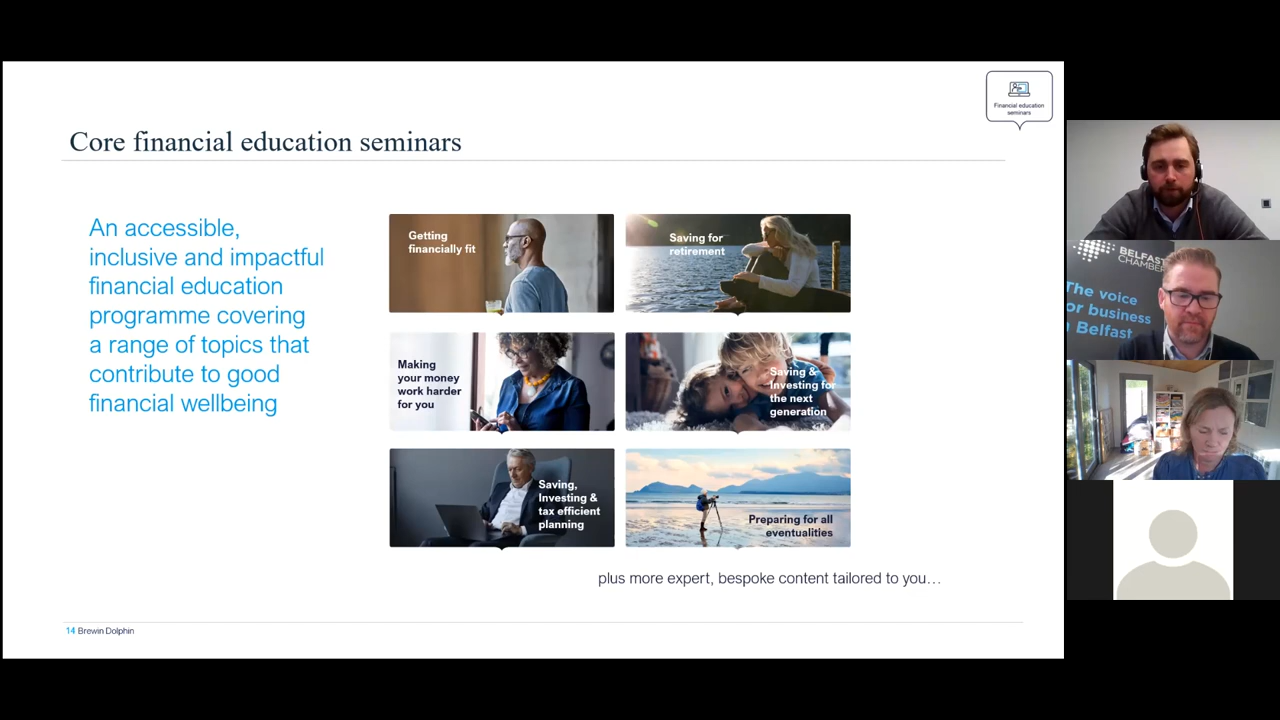 Financial education
seminars
Core financial education seminars
An accessible,
inclusive and impactful
financial education
programme covering
a range of topics that
contribute to good
financial wellbeing
Getting
financially fit
Saving for
retirement
Making
your money
work harder
for you
Saving &
Investing for
the next
generation
Saving,
Investing &
tax efficient
planning
Preparing for all
eventualities
plus more expert, bespoke content tailored to you…
14 Brewin Dolphin
BELFAST
CHAMBE
The voice
or business
n Belfast